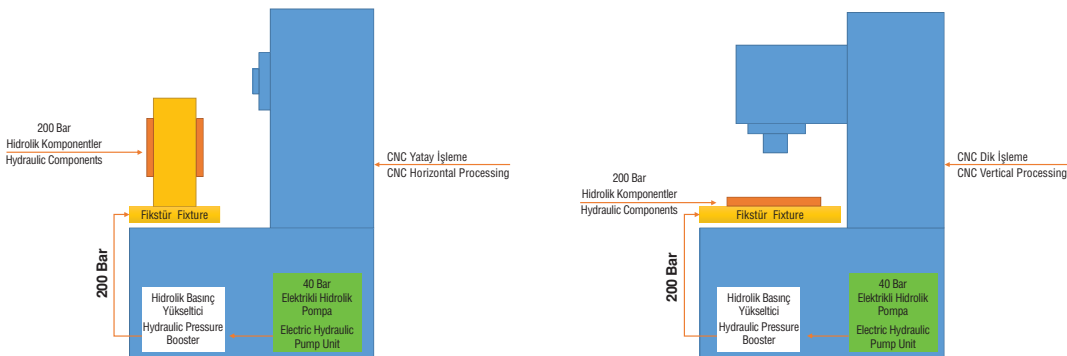 200 Bar
Hidrolik Komponentler
Hydraulic Components
CNC Yatay İşleme
CNC Horizontal Processing
Fikstür Fixture
200 Bar
Hidrolik Basınç
Yükseltici
Hydraulic Pressure
Booster
40 Bar
Elektrikli Hidrolik
Pompa
Electric Hydraulic
Pump Unit
200 Bar
Hidrolik Komponentler
Hydraulic Components
CNC Dik İşleme
CNC Vertical Processing
Fikstür Fixture
200 Bar
Hidrolik Basınç
Yükseltici
Hydraulic Pressure
Booster
40 Bar
Elektrikli Hidrolik
Pompa
Electric Hydraulic
Pump Unit